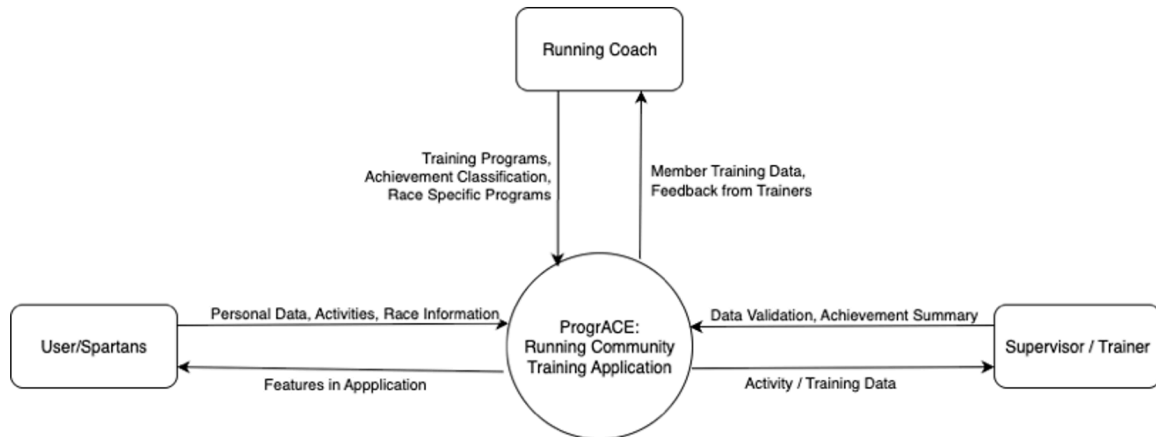 Running Coach
Training Programs,
Achievement Classification,
Race Specific Programs
Member Training Data,
Feedback from Trainers
Personal Data, Activities, Race Information
Data Validation, Achievement Summary
User/Spartans
ProgrACE:
Running Community
Training Application
Supervisor / Trainer
Features in Appplication
Activity / Training Data